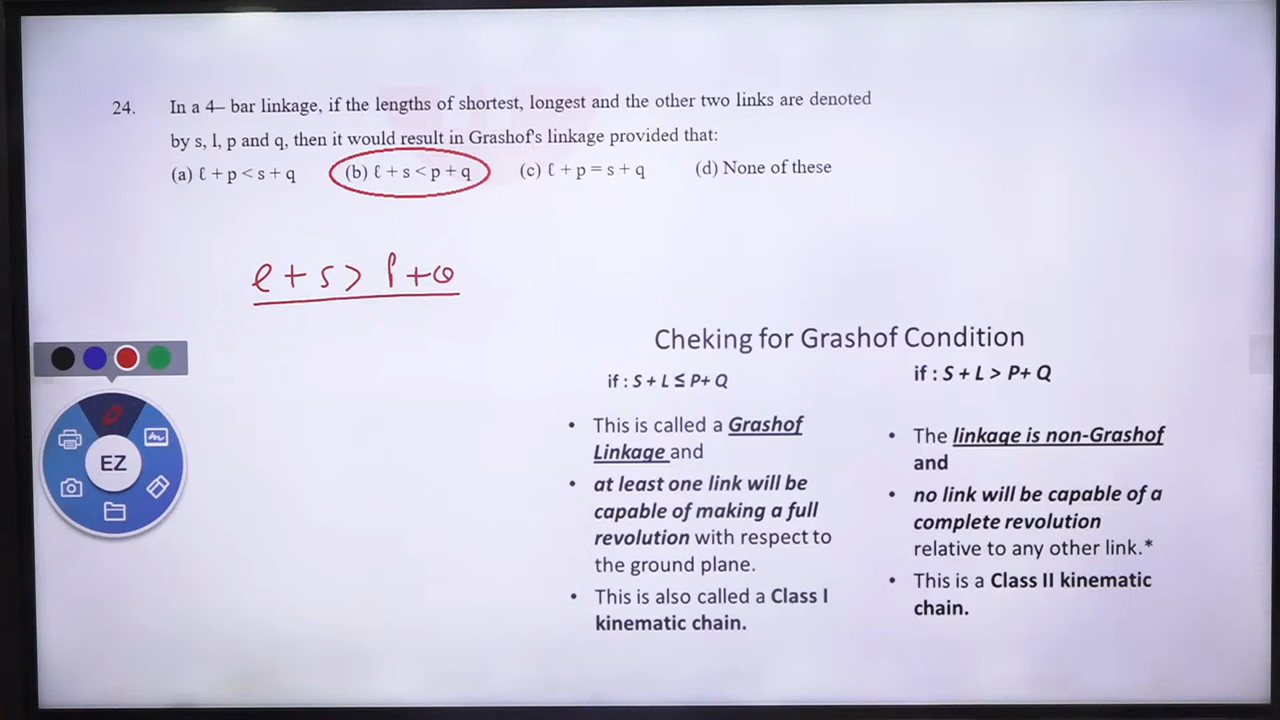 24. In a 4– bar linkage, if the lengths of shortest, longest and the other two links are denoted
by s, l, p and q, then it would result in Grashof's linkage provided that:
(a) ℓ + p < s + q (b) ℓ + s < p + q (c) ℓ + p = s + q (d) None of these
l + s > p + q
Cheking for Grashof Condition
if : S + L ≤ P+ Q
• This is called a Grashof
Linkage and
• at least one link will be
capable of making a full
revolution with respect to
the ground plane.
• This is also called a Class I
kinematic chain.
if : S + L > P+ Q
• The linkage is non-Grashof
and
• no link will be capable of a
complete revolution
relative to any other link.*
• This is a Class II kinematic
chain.
EZ